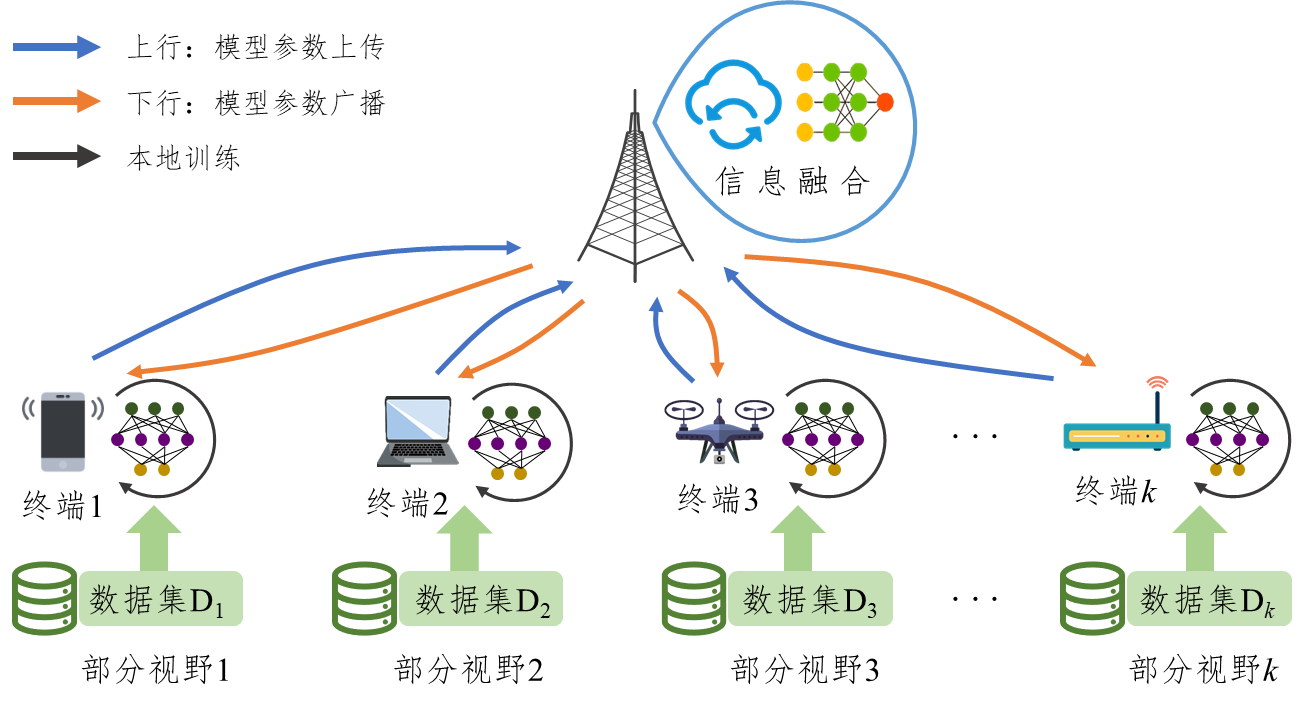 上行：模型参数上传
下行：模型参数广播
本地训练
信息融合
终端1
终端2
终端3
···
终端k
数据集D1
数据集D2
数据集D3
···
数据集Dk
部分视野1
部分视野2
部分视野3
部分视野k